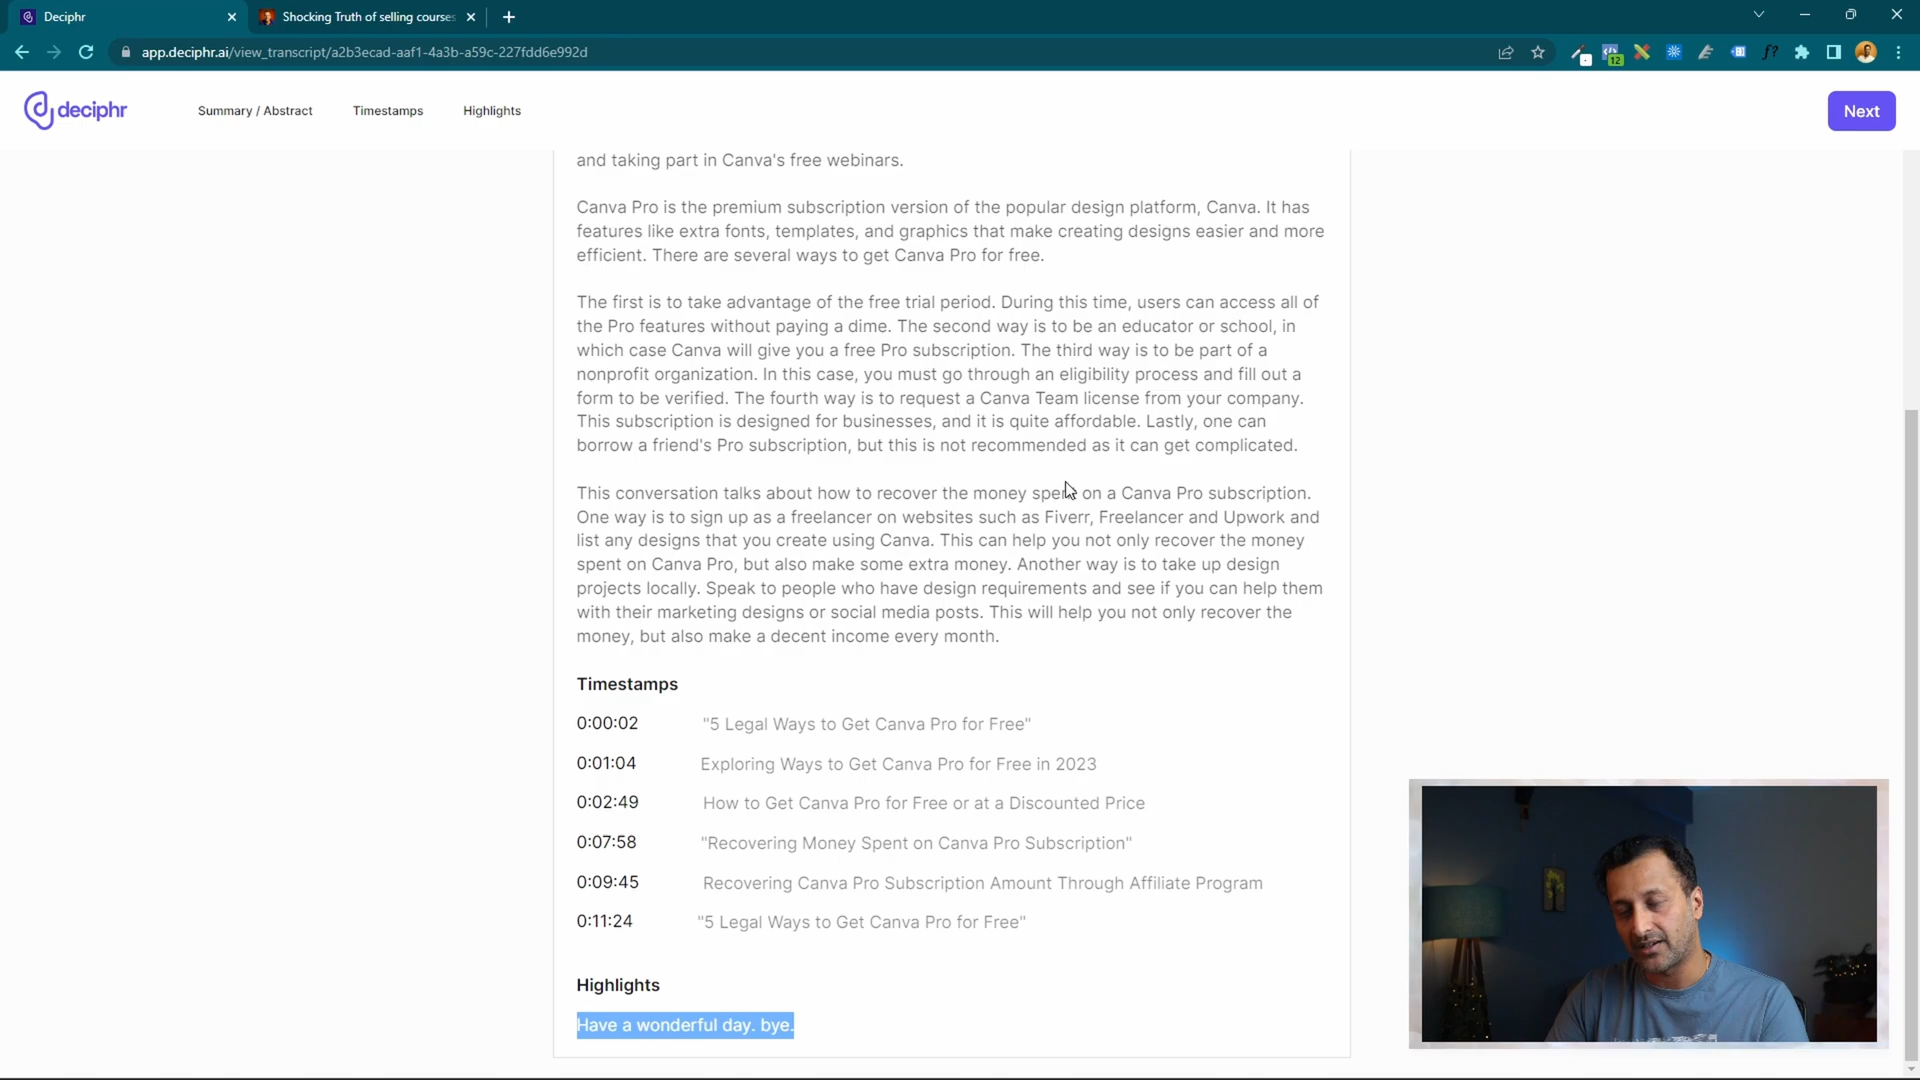 Deciphr
Shocking Truth of selling courses
app.deciphr.ai/view_transcript/a2b3ecad-aaf1-4a3b-a59c-227fdd6e992d
12
f?
deciphr
Summary / Abstract
Timestamps
Highlights
Next
and taking part in Canva's free webinars.
Canva Pro is the premium subscription version of the popular design platform, Canva. It has
features like extra fonts, templates, and graphics that make creating designs easier and more
efficient. There are several ways to get Canva Pro for free.
The first is to take advantage of the free trial period. During this time, users can access all of
the Pro features without paying a dime. The second way is to be an educator or school, in
which case Canva will give you a free Pro subscription. The third way is to be part of a
nonprofit organization. In this case, you must go through an eligibility process and fill out a
form to be verified. The fourth way is to request a Canva Team license from your company.
This subscription is designed for businesses, and it is quite affordable. Lastly, one can
borrow a friend's Pro subscription, but this is not recommended as it can get complicated.
This conversation talks about how to recover the money spent on a Canva Pro subscription.
One way is to sign up as a freelancer on websites such as Fiverr, Freelancer and Upwork and
list any designs that you create using Canva. This can help you not only recover the money
spent on Canva Pro, but also make some extra money. Another way is to take up design
projects locally. Speak to people who have design requirements and see if you can help them
with their marketing designs or social media posts. This will help you not only recover the
money, but also make a decent income every month.
Timestamps
0:00:02 "5 Legal Ways to Get Canva Pro for Free"
0:01:04 Exploring Ways to Get Canva Pro for Free in 2023
0:02:49 How to Get Canva Pro for Free or at a Discounted Price
0:07:58 "Recovering Money Spent on Canva Pro Subscription"
0:09:45 Recovering Canva Pro Subscription Amount Through Affiliate Program
0:11:24 "5 Legal Ways to Get Canva Pro for Free"
Highlights
Have a wonderful day. bye.